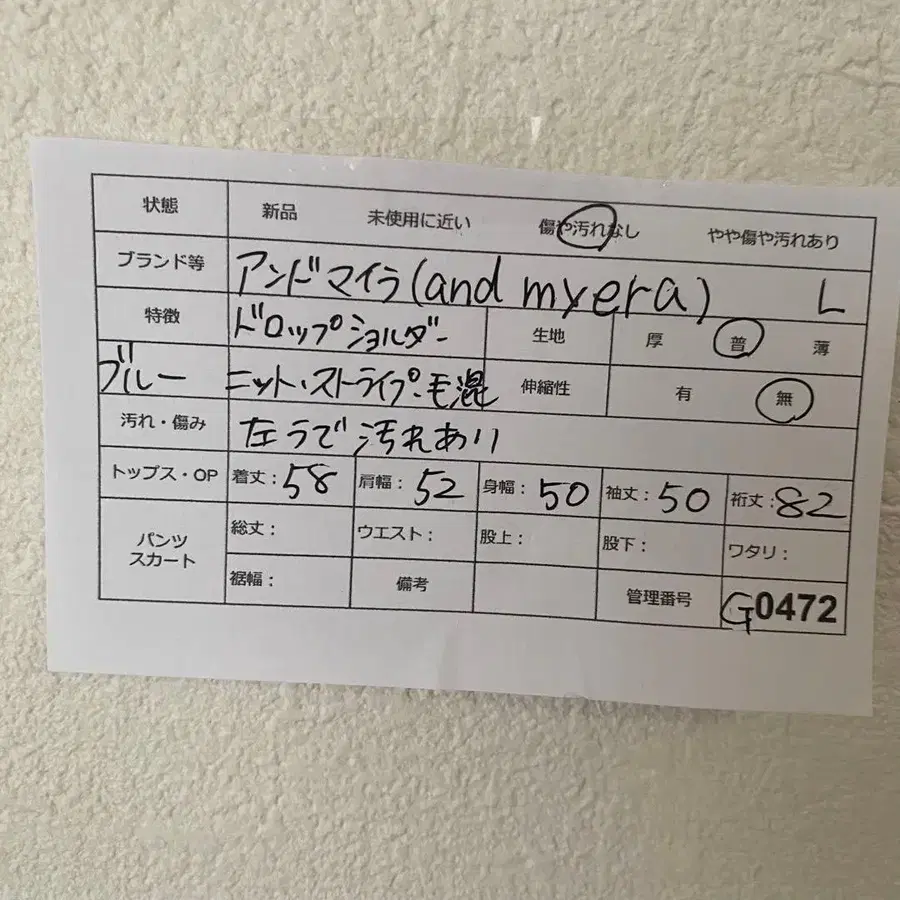 状態 新品 未使用に近い 傷や汚れなし やや傷や汚れあり
ブランド等 アンドマイラ(and myera) L
特徴 ドロップショルダー 生地 厚 普 薄
ブルー ニット・ストライプ・毛混 伸縮性 有 無
汚れ・傷み 左うで汚れあり
トップス・OP 着丈:58 肩幅:52 身幅:50 袖丈:50 裄丈:82
パンツ スカート 総丈: ウエスト: 股上: 股下: ワタリ:
裾幅: 備考 管理番号 G0472